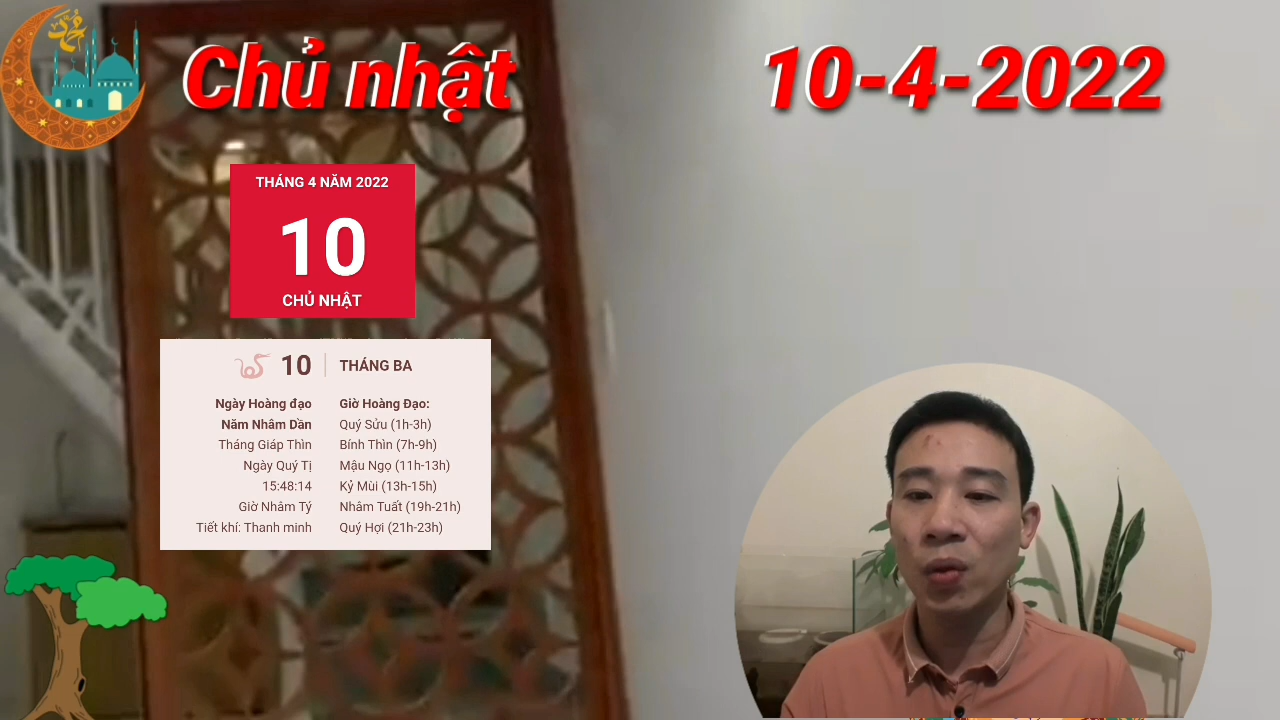 Chủ nhật
10-4-2022
THÁNG 4 NĂM 2022
10
CHỦ NHẬT
10
THÁNG BA
Ngày Hoàng đạo
Năm Nhâm Dần
Tháng Giáp Thìn
Ngày Quý Tị
15:48:14
Giờ Nhâm Tý
Tiết khí: Thanh minh
Giờ Hoàng Đạo:
Quý Sửu (1h-3h)
Bính Thìn (7h-9h)
Mậu Ngọ (11h-13h)
Kỷ Mùi (13h-15h)
Nhâm Tuất (19h-21h)
Quý Hợi (21h-23h)